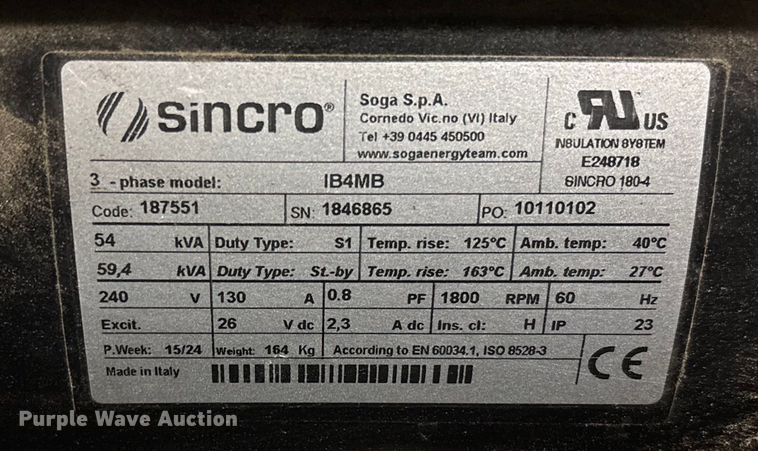 sincro®
Soga S.p.A.
Cornedo Vic.no (VI) Italy
Tel +39 0445 450500
www.sogaenergyteam.com
C RU US
INSULATION SYSTEM
E248718
SINCRO 180-4
3 - phase model: IB4MB
Code: 187551 SN: 1846865 PO: 10110102
54 kVA Duty Type: S1 Temp. rise: 125°C Amb. temp: 40°C
59,4 kVA Duty Type: St.-by Temp. rise: 163°C Amb. temp: 27°C
240 V 130 A 0.8 PF 1800 RPM 60 Hz
Excit. 26 V dc 2,3 A dc Ins. cl: H IP 23
P.Week: 15/24 Weight: 164 Kg According to EN 60034.1, ISO 8528-3
Made in Italy
CE
Purple Wave Auction